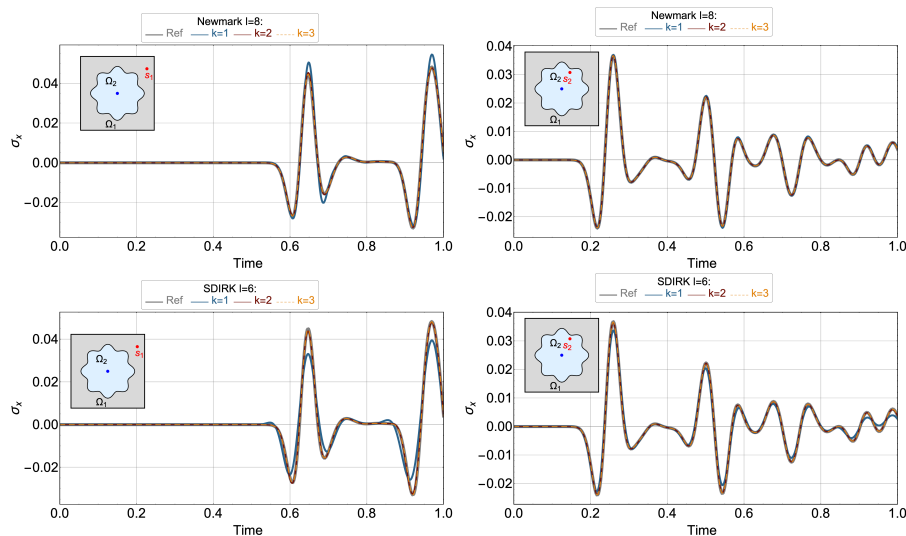 Newmark l=8:
Ref k=1 k=2 k=3
0.04
0.02
0.00
−0.02
σx
Ω2
s1
Ω1
0.0 0.2 0.4 0.6 0.8 1.0
Time
Newmark l=8:
Ref k=1 k=2 k=3
0.04
0.03
0.02
0.01
0.00
−0.01
−0.02
σx
Ω2 s2
Ω1
0.0 0.2 0.4 0.6 0.8 1.0
Time
SDIRK l=6:
Ref k=1 k=2 k=3
0.04
0.02
0.00
−0.02
σx
Ω2
s1
Ω1
0.0 0.2 0.4 0.6 0.8 1.0
Time
SDIRK l=6:
Ref k=1 k=2 k=3
0.04
0.03
0.02
0.01
0.00
−0.01
−0.02
σx
Ω2 s2
Ω1
0.0 0.2 0.4 0.6 0.8 1.0
Time